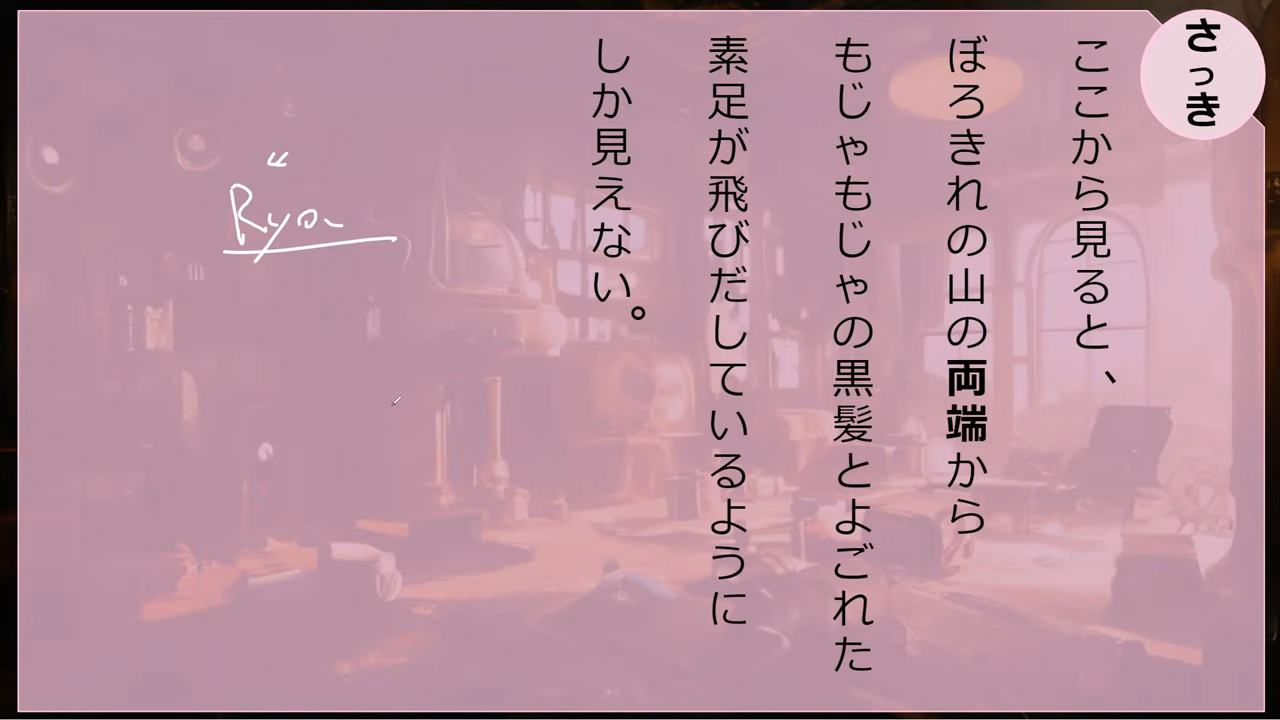 さっき
ここから見ると、
ぼろきれの山の両端から
もじゃもじゃの黒髪とよごれた
素足が飛びだしているように
しか見えない。